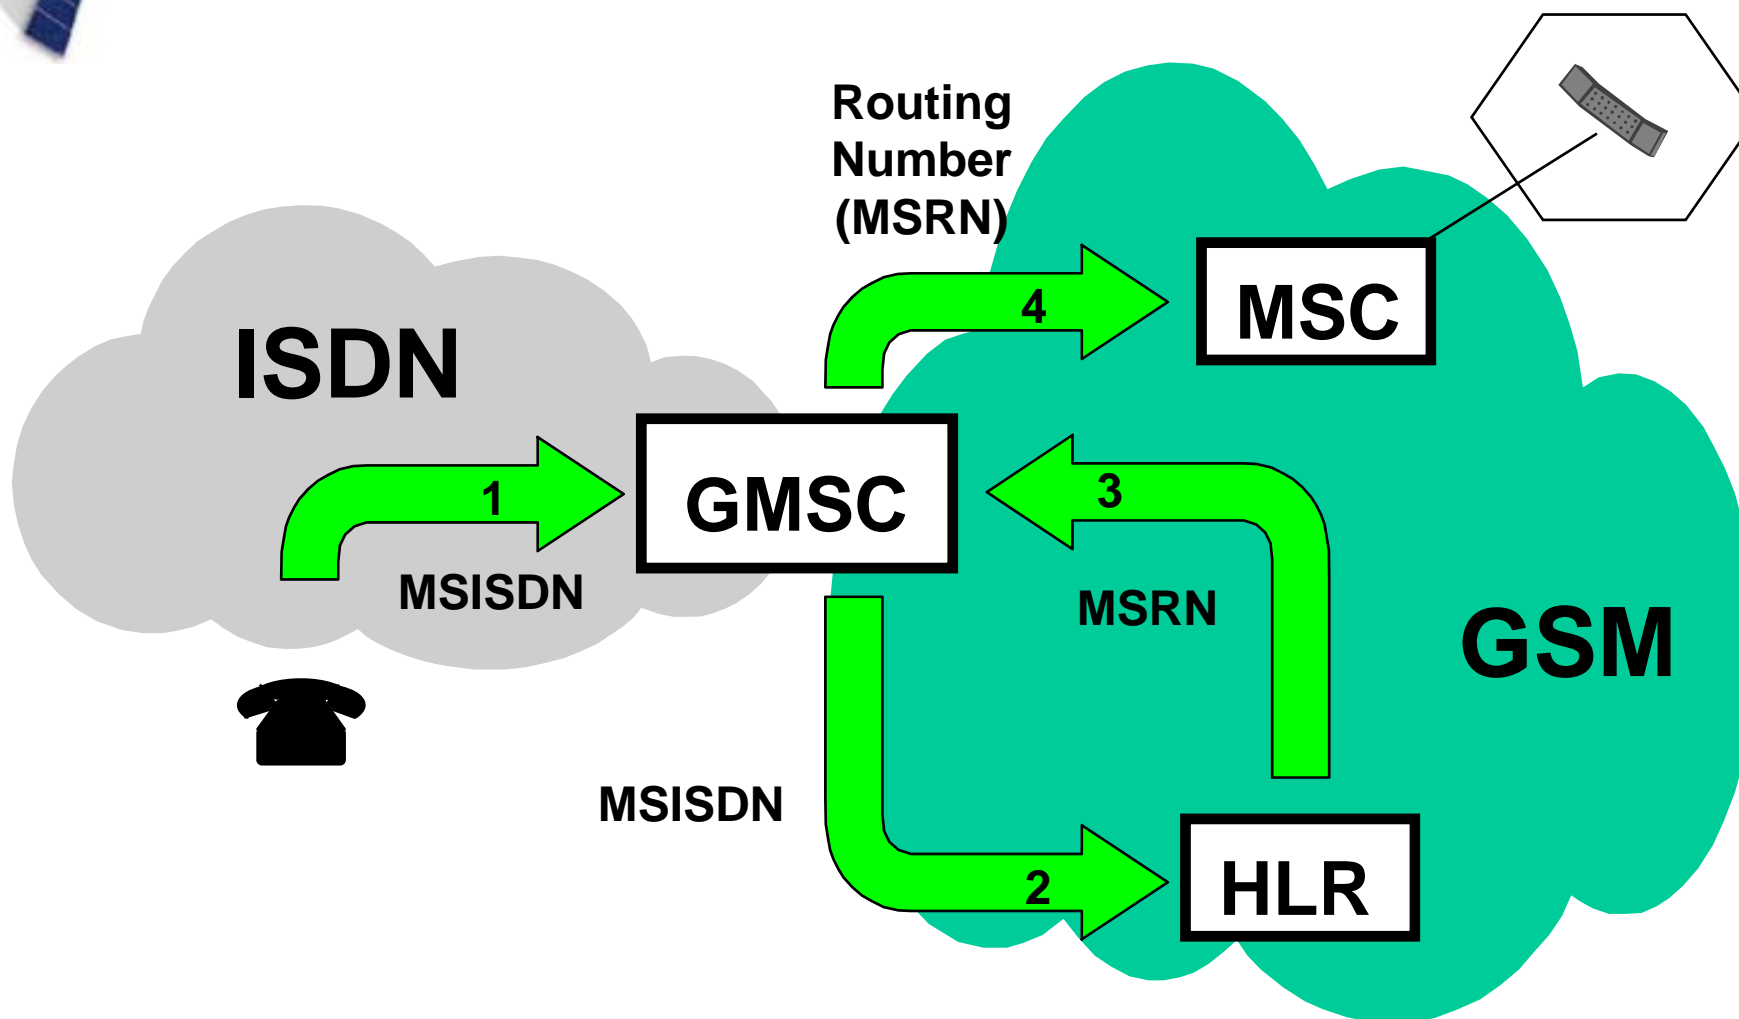 Routing
Number
(MSRN)
4
MSC
ISDN
1
GMSC
3
MSISDN
MSRN
GSM
MSISDN
2
HLR